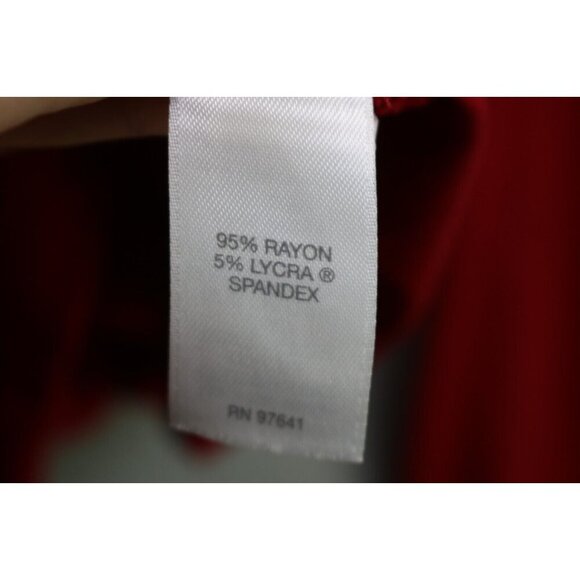 95% RAYON
5% LYCRA ®
SPANDEX
RN 97641